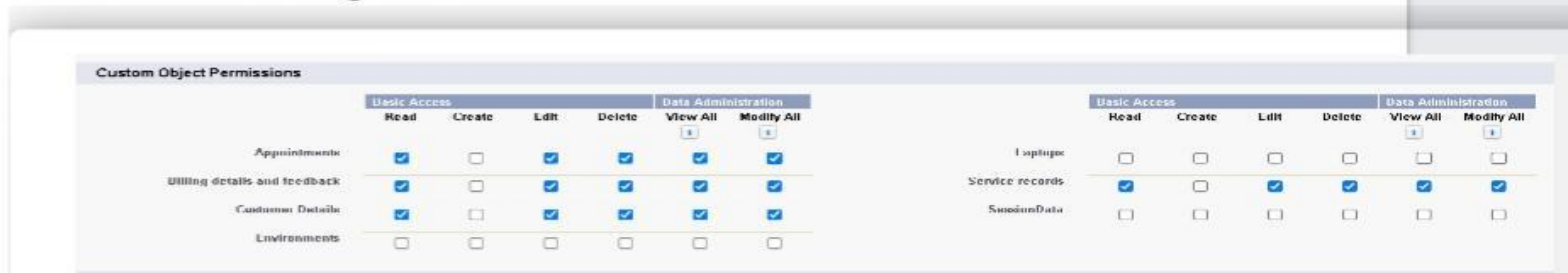 Custom Object Permissions
Basic Access Data Administration Basic Access Data Administration
Read Create Edit Delete View All Modify All Read Create Edit Delete View All Modify All
Appointments Laptops
Billing details and feedback Service records
Customer Details SessionData
Environments